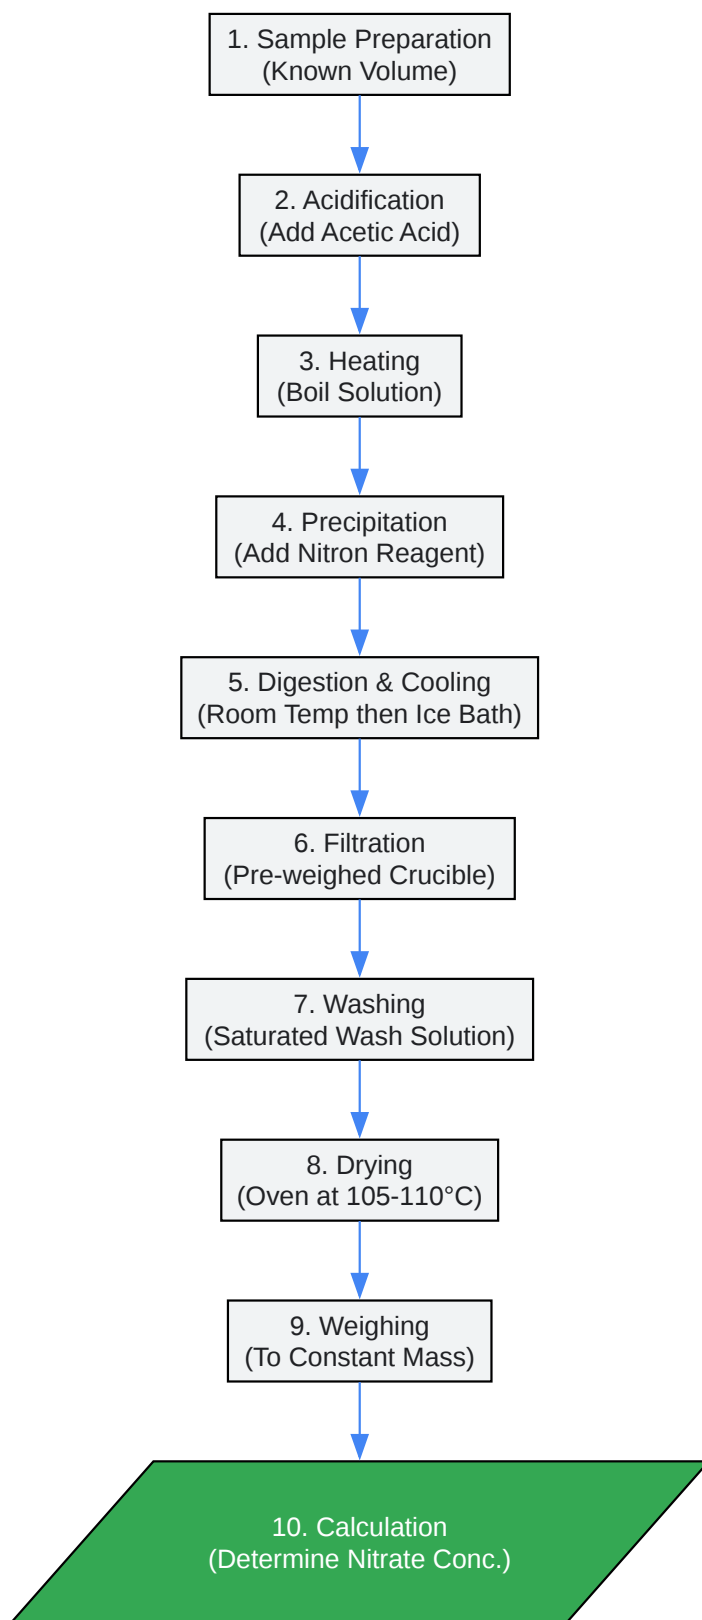 1. Sample Preparation
(Known Volume)
2. Acidification
(Add Acetic Acid)
3. Heating
(Boil Solution)
4. Precipitation
(Add Nitron Reagent)
5. Digestion & Cooling
(Room Temp then Ice Bath)
6. Filtration
(Pre-weighed Crucible)
7. Washing
(Saturated Wash Solution)
8. Drying
(Oven at 105-110°C)
9. Weighing
(To Constant Mass)
10. Calculation
(Determine Nitrate Conc.)